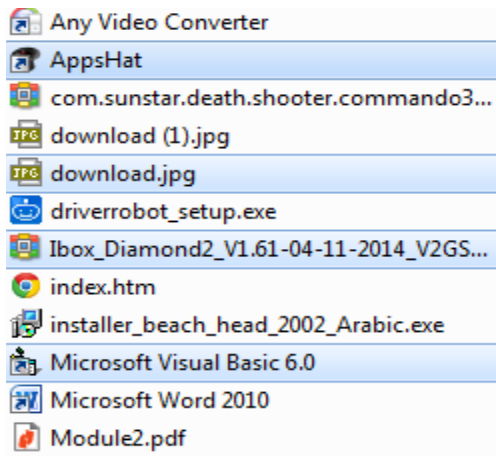 Any Video Converter
AppsHat
com.sunstar.death.shooter.commando3...
download (1).jpg
download.jpg
driverrobot_setup.exe
Ibox_Diamond2_V1.61-04-11-2014_V2GS...
index.htm
installer_beach_head_2002_Arabic.exe
Microsoft Visual Basic 6.0
Microsoft Word 2010
Module2.pdf